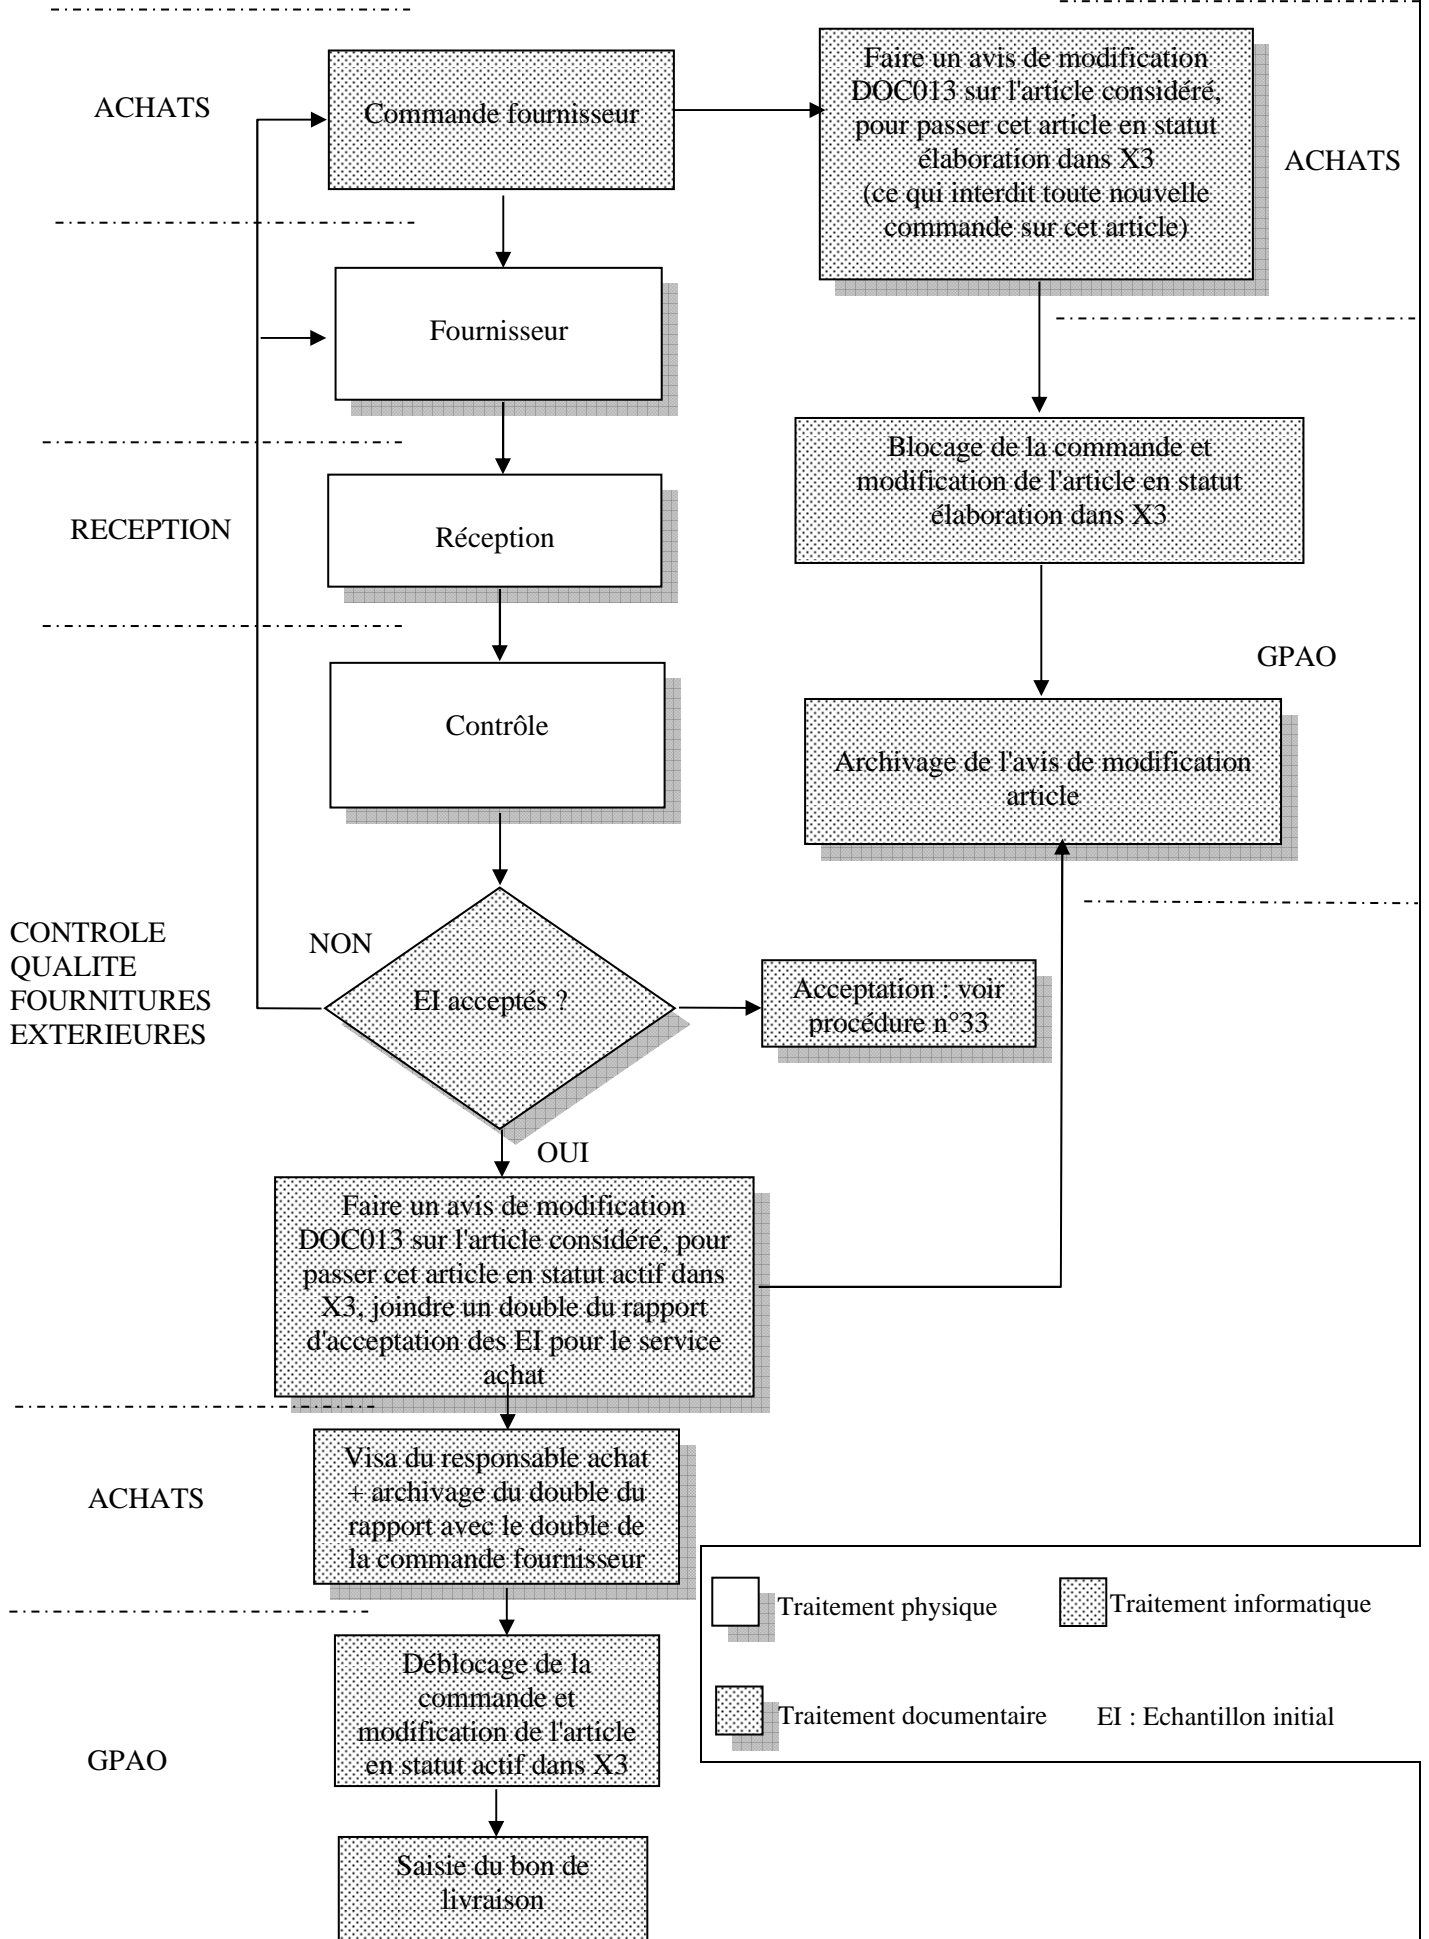 ACHATS
Commande fournisseur
Faire un avis de modification
DOC013 sur l'article considéré,
pour passer cet article en statut
élaboration dans X3
(ce qui interdit toute nouvelle
commande sur cet article)
ACHATS
Fournisseur
Blocage de la commande et
modification de l'article en statut
élaboration dans X3
RECEPTION
Réception
GPAO
Contrôle
Archivage de l'avis de modification
article
CONTROLE
QUALITE
FOURNITURES
EXTERIEURES
NON
EI acceptés ?
Acceptation : voir
procédure n°33
OUI
Faire un avis de modification
DOC013 sur l'article considéré, pour
passer cet article en statut actif dans
X3, joindre un double du rapport
d'acceptation des EI pour le service
achat
ACHATS
Visa du responsable achat
+ archivage du double du
rapport avec le double de
la commande fournisseur
Traitement physique
Traitement informatique
Traitement documentaire
EI : Echantillon initial
GPAO
Déblocage de la
commande et
modification de l'article
en statut actif dans X3
Saisie du bon de
livraison